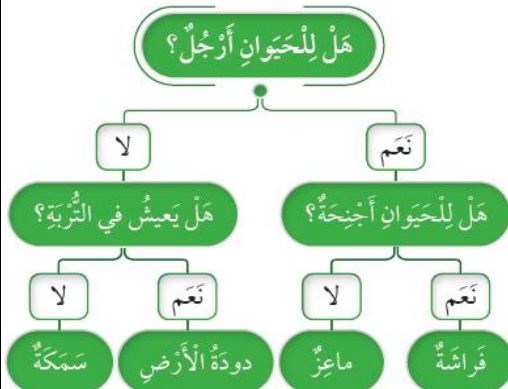 هَلْ لِلْحَيَوانِ أَرْجُلٌ؟
نَعَم
لا
هَلْ لِلْحَيَوانِ أَجْنِحَةٌ؟
هَلْ يَعيشُ في التُّرْبَةِ؟
نَعَم
لا
نَعَم
لا
فَراشَةٌ
ماعِزٌ
دودَةُ الْأَرْضِ
سَمَكَةٌ